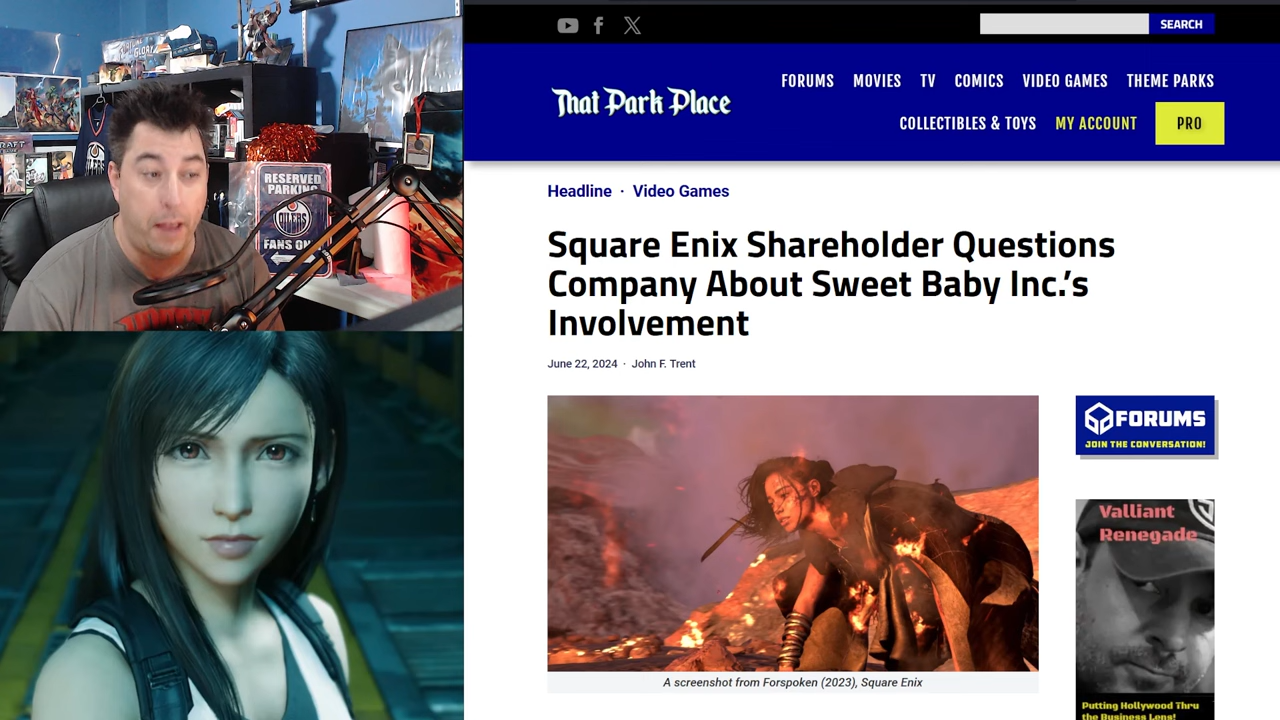 RESERVED
PARKING
OILERS
FANS ON
SEARCH
That Park Place
FORUMS MOVIES TV COMICS VIDEO GAMES THEME PARKS
COLLECTIBLES & TOYS MY ACCOUNT PRO
Headline · Video Games
Square Enix Shareholder Questions
Company About Sweet Baby Inc.’s
Involvement
June 22, 2024 · John F. Trent
A screenshot from Forspoken (2023), Square Enix
FORUMS
JOIN THE CONVERSATION!
Valliant
Renegade
Putting Hollywood Thru
the Business Lens!